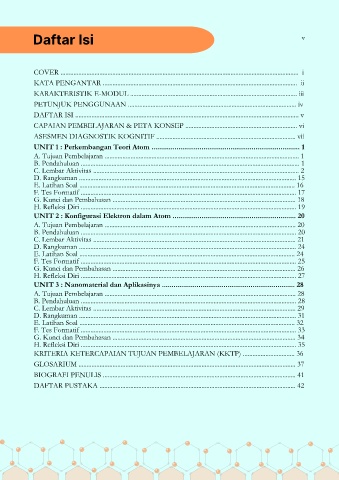 Daftar Isi
v
COVER ... i
KATA PENGANTAR ... ii
KARAKTERISTIK E-MODUL ... iii
PETUNJUK PENGGUNAAN ... iv
DAFTAR ISI ... v
CAPAIAN PEMBELAJARAN & PETA KONSEP ... vi
ASESMEN DIAGNOSTIK KOGNITIF ... vii
UNIT 1 : Perkembangan Teori Atom ... 1
A. Tujuan Pembelajaran ... 1
B. Pendahuluan ... 1
C. Lembar Aktivitas ... 2
D. Rangkuman ... 15
E. Latihan Soal ... 16
F. Tes Formatif ... 17
G. Kunci dan Pembahasan ... 18
H. Refleksi Diri ... 19
UNIT 2 : Konfigurasi Elektron dalam Atom ... 20
A. Tujuan Pembelajaran ... 20
B. Pendahuluan ... 20
C. Lembar Aktivitas ... 21
D. Rangkuman ... 24
E. Latihan Soal ... 24
F. Tes Formatif ... 25
G. Kunci dan Pembahasan ... 26
H. Refleksi Diri ... 27
UNIT 3 : Nanomaterial dan Aplikasinya ... 28
A. Tujuan Pembelajaran ... 28
B. Pendahuluan ... 28
C. Lembar Aktivitas ... 29
D. Rangkuman ... 31
E. Latihan Soal ... 32
F. Tes Formatif ... 33
G. Kunci dan Pembahasan ... 34
H. Refleksi Diri ... 35
KRITERIA KETERCAPAIAN TUJUAN PEMBELAJARAN (KKTP) ... 36
GLOSARIUM ... 37
BIOGRAFI PENULIS ... 41
DAFTAR PUSTAKA ... 42